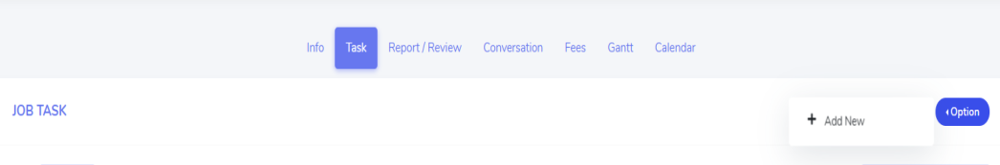 Info Task Report / Review Conversation Fees Gantt Calendar
JOB TASK
+ Add New
Option